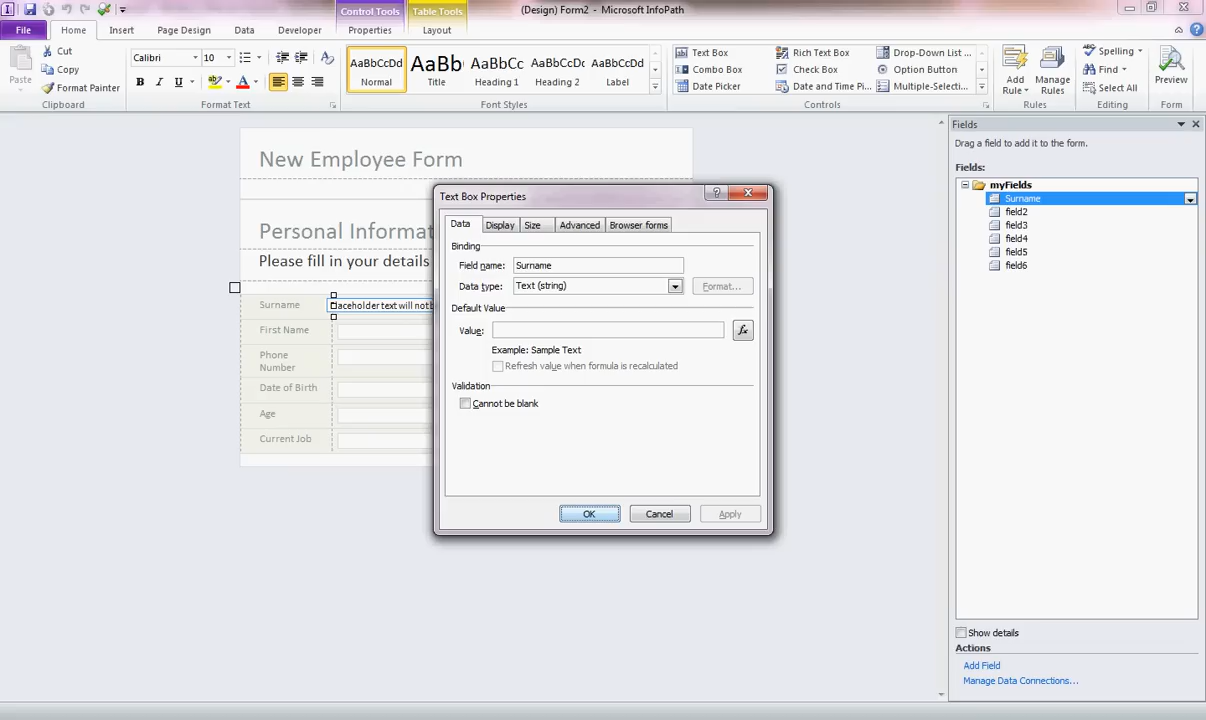 Control Tools Table Tools (Design) Form2 - Microsoft InfoPath
File Home Insert Page Design Data Developer Properties Layout
Paste Cut Copy Format Painter
Clipboard
Calibri 10
B I U A
Format Text
AaBbCcDd Normal
AaBb Title
AaBbCc Heading 1
AaBbCcDc Heading 2
AaBbCcDd Label
Font Styles
Text Box Rich Text Box Drop-Down List ...
Combo Box Check Box Option Button
Date Picker Date and Time Pi... Multiple-Selecti...
Controls
Add Rule Manage Rules
Rules
Spelling
Find
Select All
Editing
Preview
Form
New Employee Form
Personal Informat
Please fill in your details
Surname laceholder text will not b
First Name
Phone
Number
Date of Birth
Age
Current Job
Text Box Properties
Data Display Size Advanced Browser forms
Binding
Field name: Surname
Data type: Text (string) Format...
Default Value
Value: fx
Example: Sample Text
Refresh value when formula is recalculated
Validation
Cannot be blank
OK Cancel Apply
Fields
Drag a field to add it to the form.
Fields:
myFields
Surname
field2
field3
field4
field5
field6
Show details
Actions
Add Field
Manage Data Connections...